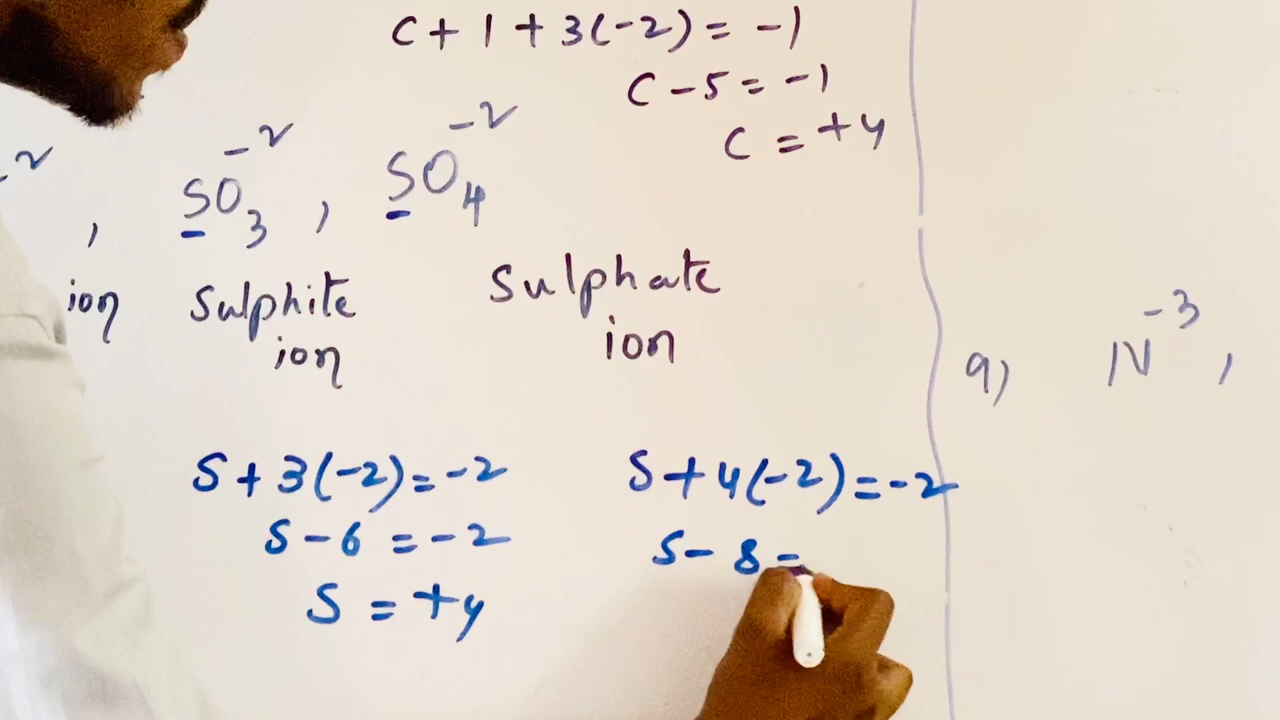 C + 1 + 3(-2) = -1
C - 5 = -1
C = +4
-2
, SO₃⁻² , SO₄⁻²
ion Sulphite ion
Sulphate ion
S + 3(-2) = -2
S - 6 = -2
S = +4
S + 4(-2) = -2
S - 8 =
9) N⁻³ ,